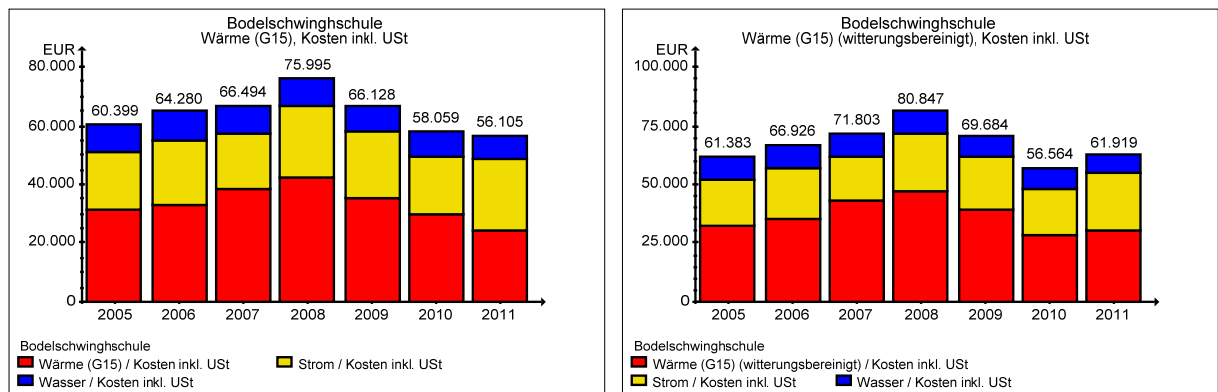 Bodelschwinghschule
Wärme (G15), Kosten inkl. USt
EUR
80.000
60.000
40.000
20.000
0
60.399
64.280
66.494
75.995
66.128
58.059
56.105
2005 2006 2007 2008 2009 2010 2011
Bodelschwinghschule
Wärme (G15) / Kosten inkl. USt
Strom / Kosten inkl. USt
Wasser / Kosten inkl. USt
Bodelschwinghschule
Wärme (G15) (witterungsbereinigt), Kosten inkl. USt
EUR
100.000
75.000
50.000
25.000
0
61.383
66.926
71.803
80.847
69.684
56.564
61.919
2005 2006 2007 2008 2009 2010 2011
Bodelschwinghschule
Wärme (G15) (witterungsbereinigt) / Kosten inkl. USt
Strom / Kosten inkl. USt
Wasser / Kosten inkl. USt